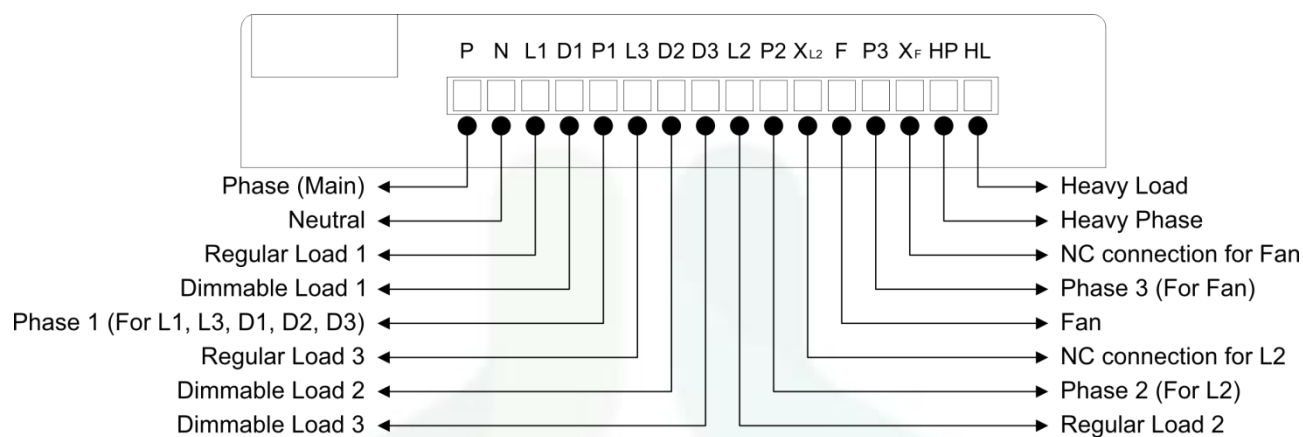 P N L1 D1 P1 L3 D2 D3 L2 P2 XL2 F P3 XF HP HL
Phase (Main)
Neutral
Regular Load 1
Dimmable Load 1
Phase 1 (For L1, L3, D1, D2, D3)
Regular Load 3
Dimmable Load 2
Dimmable Load 3
Heavy Load
Heavy Phase
NC connection for Fan
Phase 3 (For Fan)
Fan
NC connection for L2
Phase 2 (For L2)
Regular Load 2